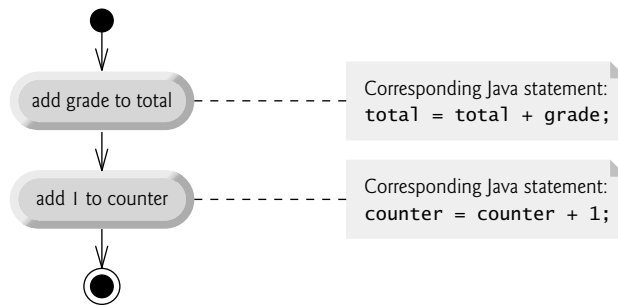 add grade to total
Corresponding Java statement:
total = total + grade;
add 1 to counter
Corresponding Java statement:
counter = counter + 1;